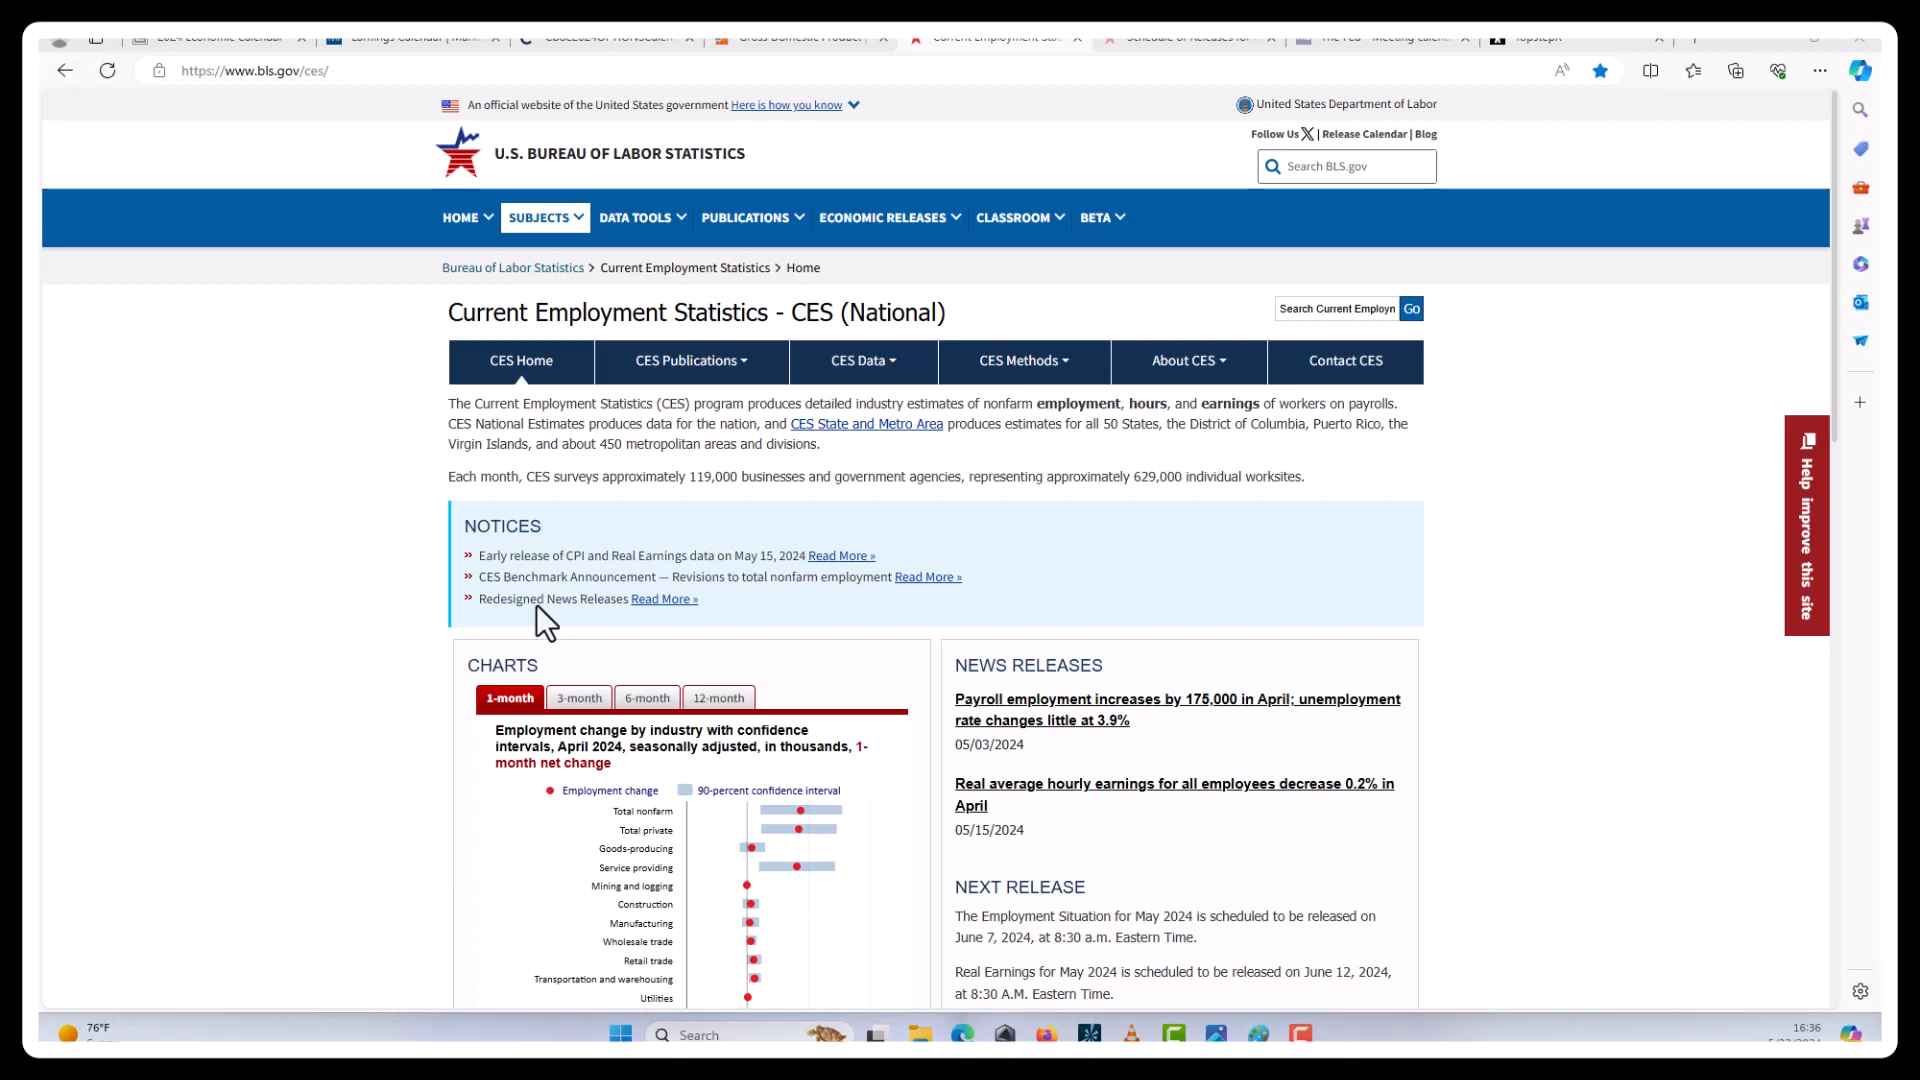 https://www.bls.gov/ces/
An official website of the United States government Here is how you know
United States Department of Labor
Follow Us X | Release Calendar | Blog
U.S. BUREAU OF LABOR STATISTICS
Search BLS.gov
HOME SUBJECTS DATA TOOLS PUBLICATIONS ECONOMIC RELEASES CLASSROOM BETA
Bureau of Labor Statistics > Current Employment Statistics > Home
Current Employment Statistics - CES (National)
Search Current Employn Go
CES Home CES Publications CES Data CES Methods About CES Contact CES
The Current Employment Statistics (CES) program produces detailed industry estimates of nonfarm employment, hours, and earnings of workers on payrolls.
CES National Estimates produces data for the nation, and CES State and Metro Area produces estimates for all 50 States, the District of Columbia, Puerto Rico, the
Virgin Islands, and about 450 metropolitan areas and divisions.
Each month, CES surveys approximately 119,000 businesses and government agencies, representing approximately 629,000 individual worksites.
NOTICES
» Early release of CPI and Real Earnings data on May 15, 2024 Read More »
» CES Benchmark Announcement — Revisions to total nonfarm employment Read More »
» Redesigned News Releases Read More »
Help improve this site
CHARTS
1-month 3-month 6-month 12-month
Employment change by industry with confidence
intervals, April 2024, seasonally adjusted, in thousands, 1-
month net change
Employment change 90-percent confidence interval
Total nonfarm
Total private
Goods-producing
Service providing
Mining and logging
Construction
Manufacturing
Wholesale trade
Retail trade
Transportation and warehousing
Utilities
NEWS RELEASES
Payroll employment increases by 175,000 in April; unemployment
rate changes little at 3.9%
05/03/2024
Real average hourly earnings for all employees decrease 0.2% in
April
05/15/2024
NEXT RELEASE
The Employment Situation for May 2024 is scheduled to be released on
June 7, 2024, at 8:30 a.m. Eastern Time.
Real Earnings for May 2024 is scheduled to be released on June 12, 2024,
at 8:30 A.M. Eastern Time.
76°F
Search
16:36